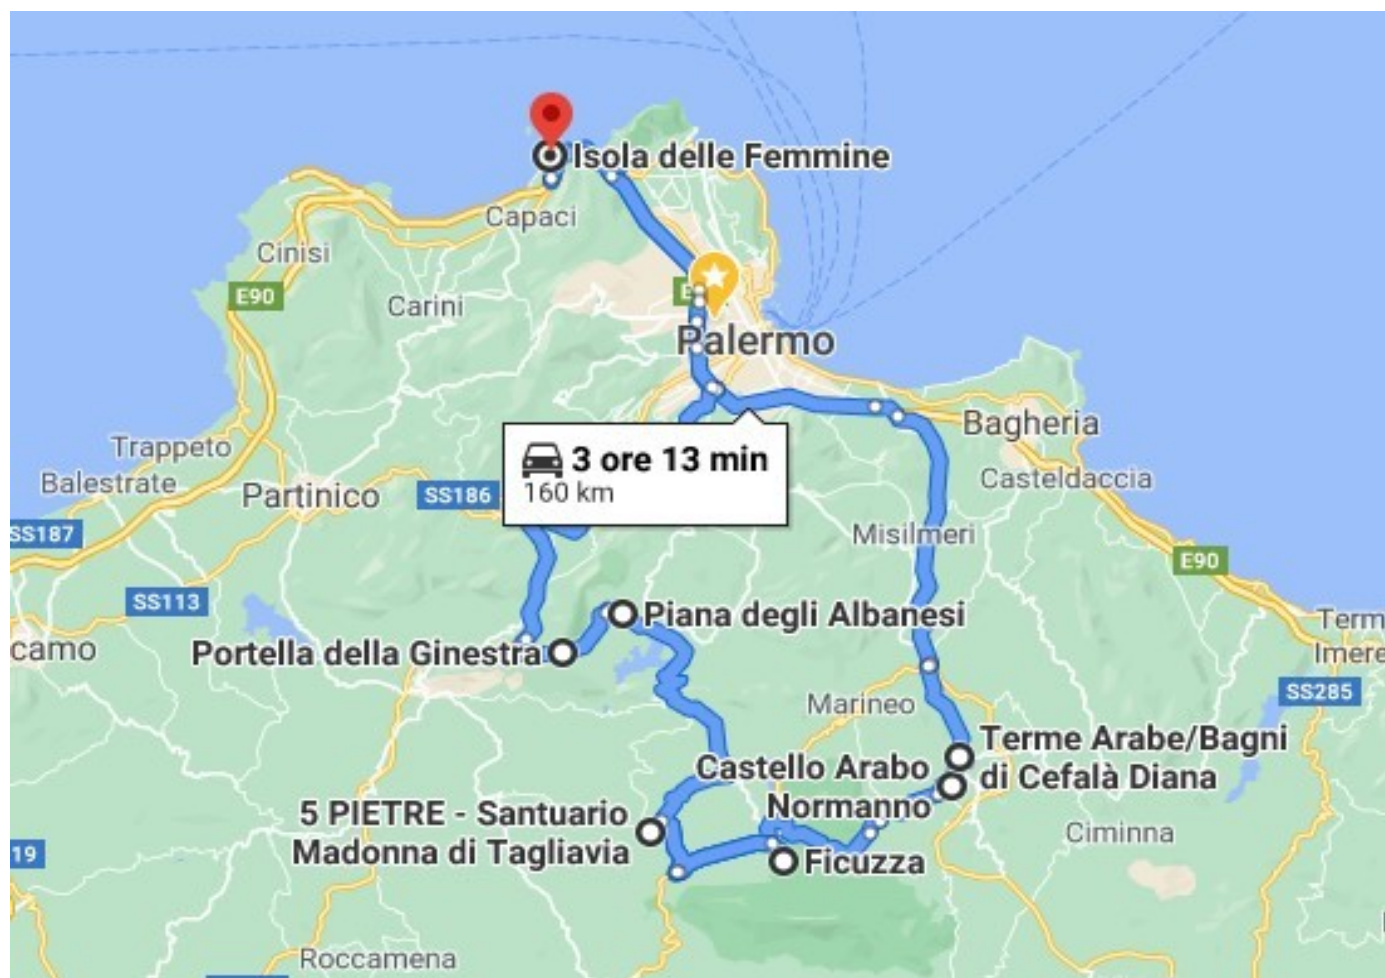 Isola delle Femmine
Capaci
Cinisi
E90
Carini
E
Palermo
Bagheria
Trappeto
3 ore 13 min
160 km
Balestrate
Partinico
SS186
Casteldaccia
SS187
Misilmeri
E90
SS113
Piana degli Albanesi
Term
camo
Portella della Ginestra
Imere
SS285
Marineo
Terme Arabe/Bagni
di Cefalà Diana
Castello Arabo
Normanno
5 PIETRE - Santuario
Madonna di Tagliavia
Ciminna
19
Ficuzza
Roccamena